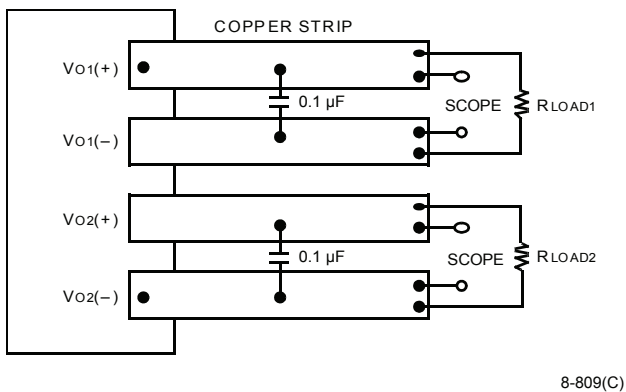 COPPER STRIP
VO1(+)
0.1 µF
SCOPE
RLOAD1
VO1(–)
VO2(+)
0.1 µF
SCOPE
RLOAD2
VO2(–)
8-809(C)